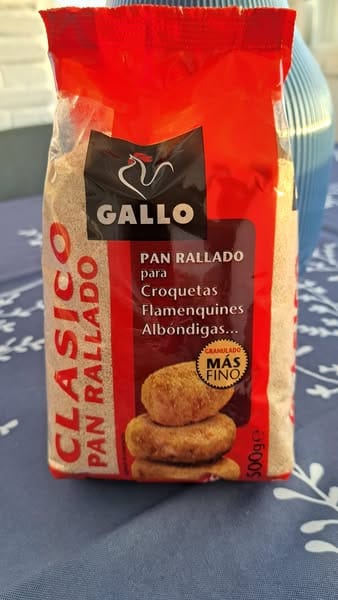 GALLO
CLASICO
PAN RALLADO
PAN RALLADO
para
Croquetas
Flamenquines
Albóndigas...
GRANULADO
MÁS
FINO
500g℮